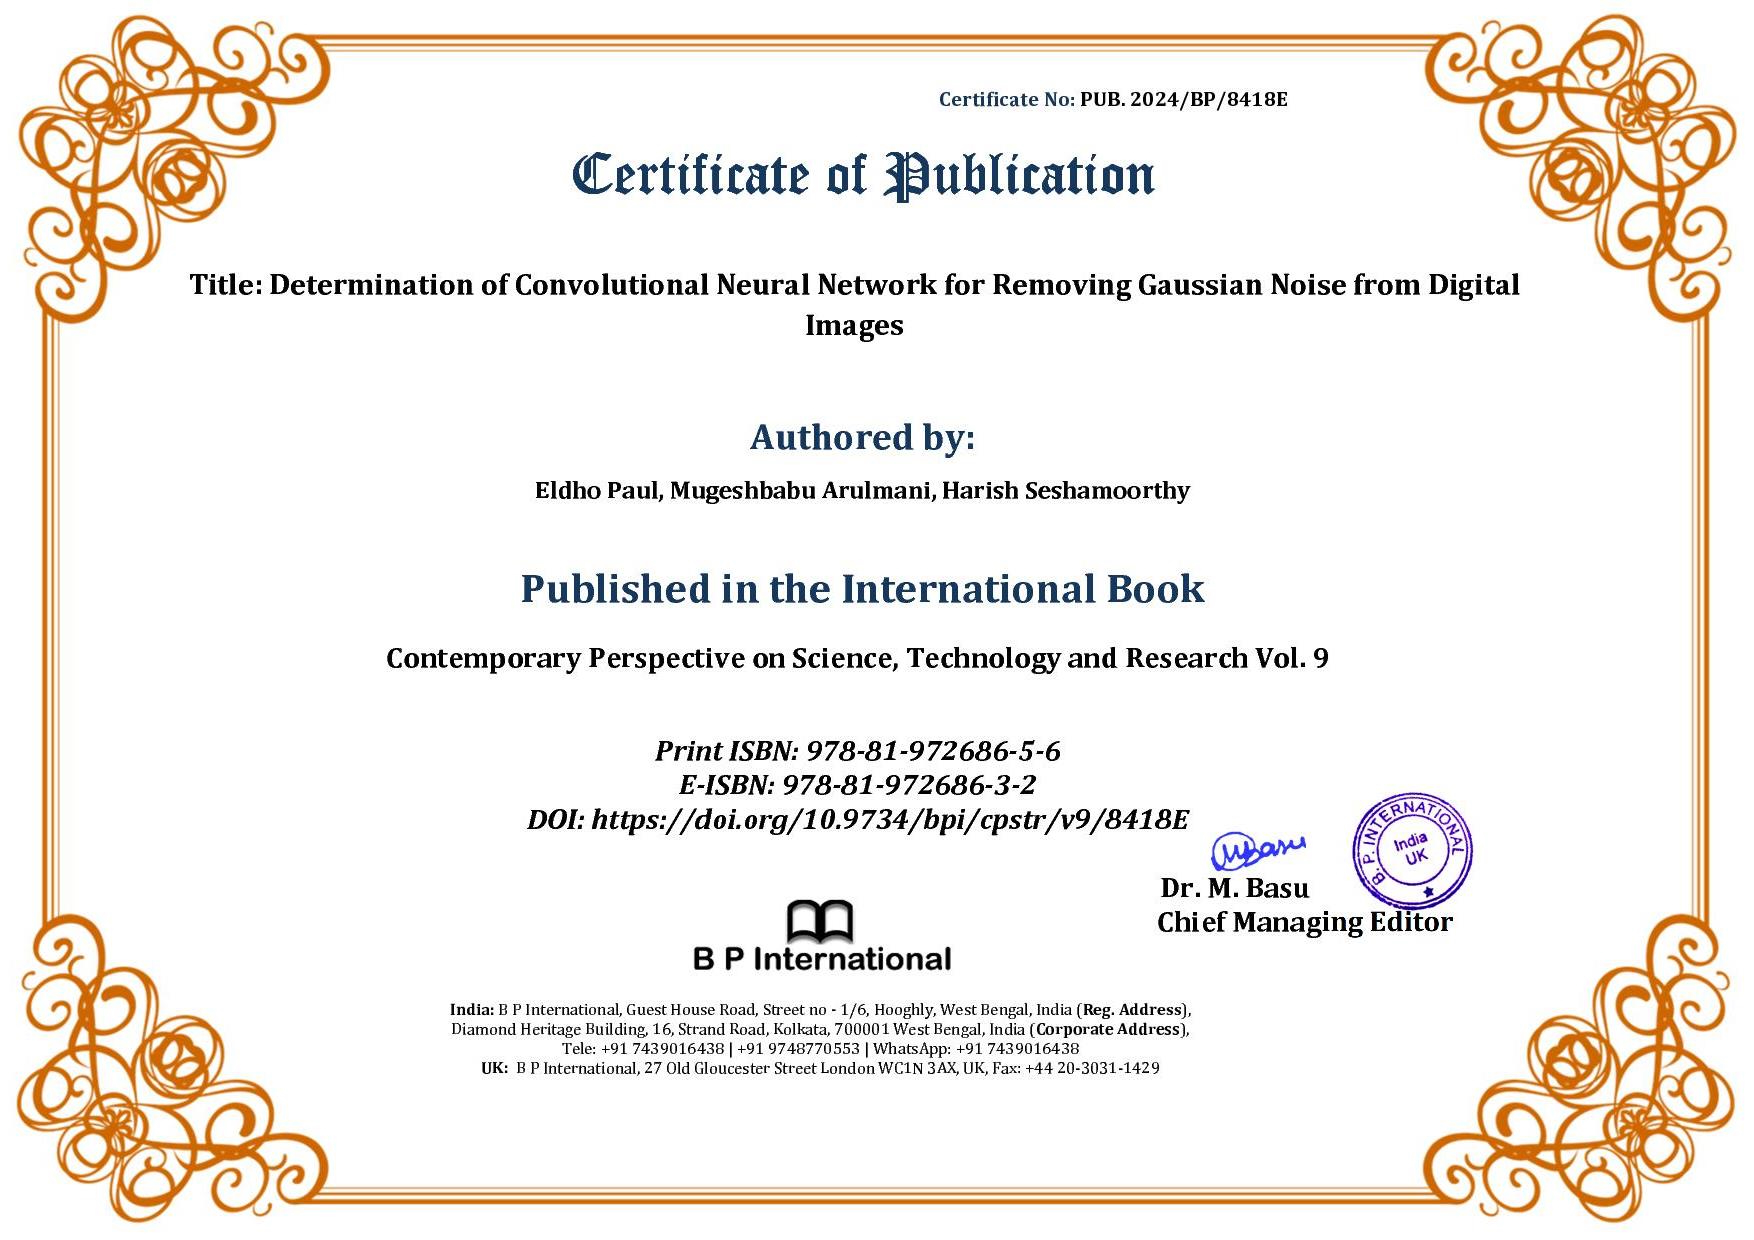 Certificate No: PUB. 2024/BP/8418E
Certificate of Publication
Title: Determination of Convolutional Neural Network for Removing Gaussian Noise from Digital
Images
Authored by:
Eldho Paul, Mugeshbabu Arulmani, Harish Seshamoorthy
Published in the International Book
Contemporary Perspective on Science, Technology and Research Vol. 9
Print ISBN: 978-81-972686-5-6
E-ISBN: 978-81-972686-3-2
DOI: https://doi.org/10.9734/bpi/cpstr/v9/8418E
MBasu
B. P. INTERNATIONAL
India
UK
Dr. M. Basu
Chief Managing Editor
B P International
India: B P International, Guest House Road, Street no - 1/6, Hooghly, West Bengal, India (Reg. Address),
Diamond Heritage Building, 16, Strand Road, Kolkata, 700001 West Bengal, India (Corporate Address),
Tele: +91 7439016438 | +91 9748770553 | WhatsApp: +91 7439016438
UK: B P International, 27 Old Gloucester Street London WC1N 3AX, UK, Fax: +44 20-3031-1429